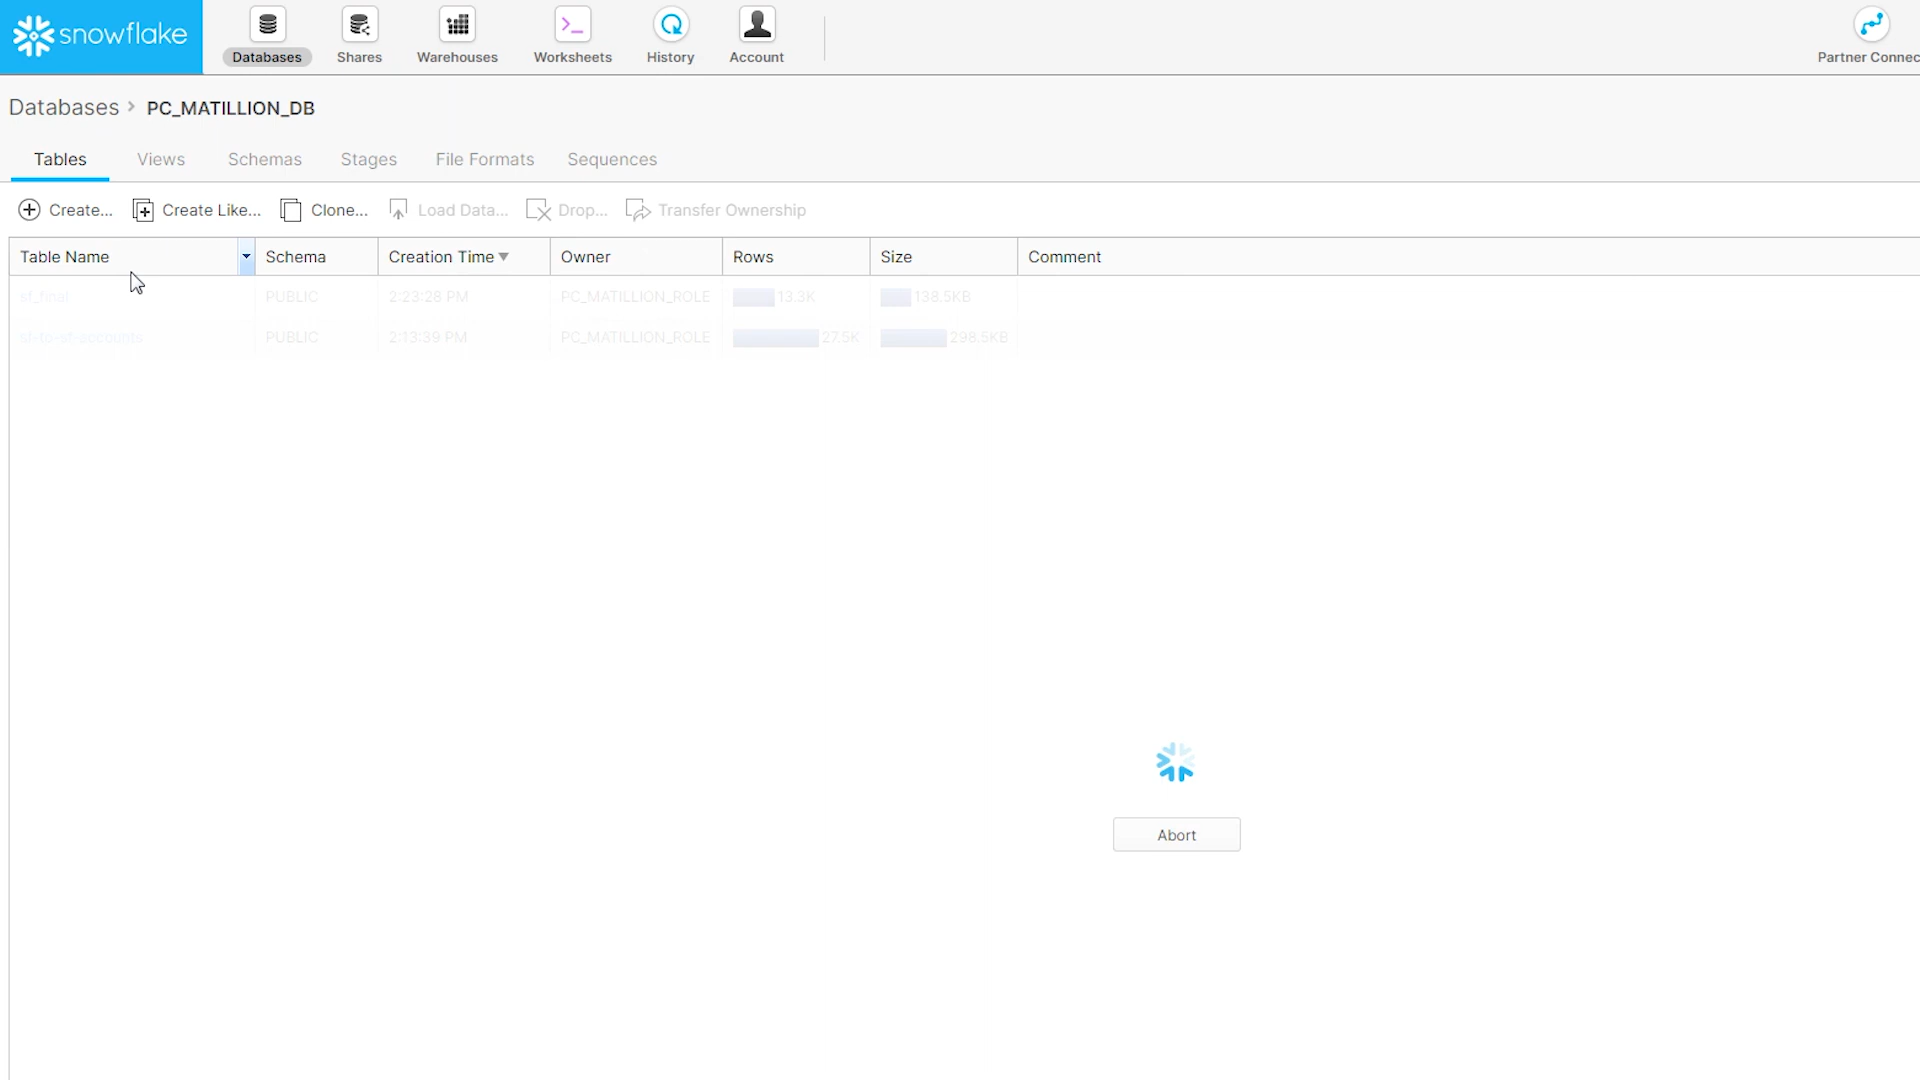 snowflake
Databases Shares Warehouses Worksheets History Account Partner Connec
Databases > PC_MATILLION_DB
Tables Views Schemas Stages File Formats Sequences
Create... Create Like... Clone... Load Data... Drop... Transfer Ownership
Table Name Schema Creation Time Owner Rows Size Comment
sf_final PUBLIC 2:23:28 PM PC_MATILLION_ROLE 13.3K 138.5KB
PUBLIC 2:13:39 PM PC_MATILLION_ROLE 27.5K 298.5KB
Abort